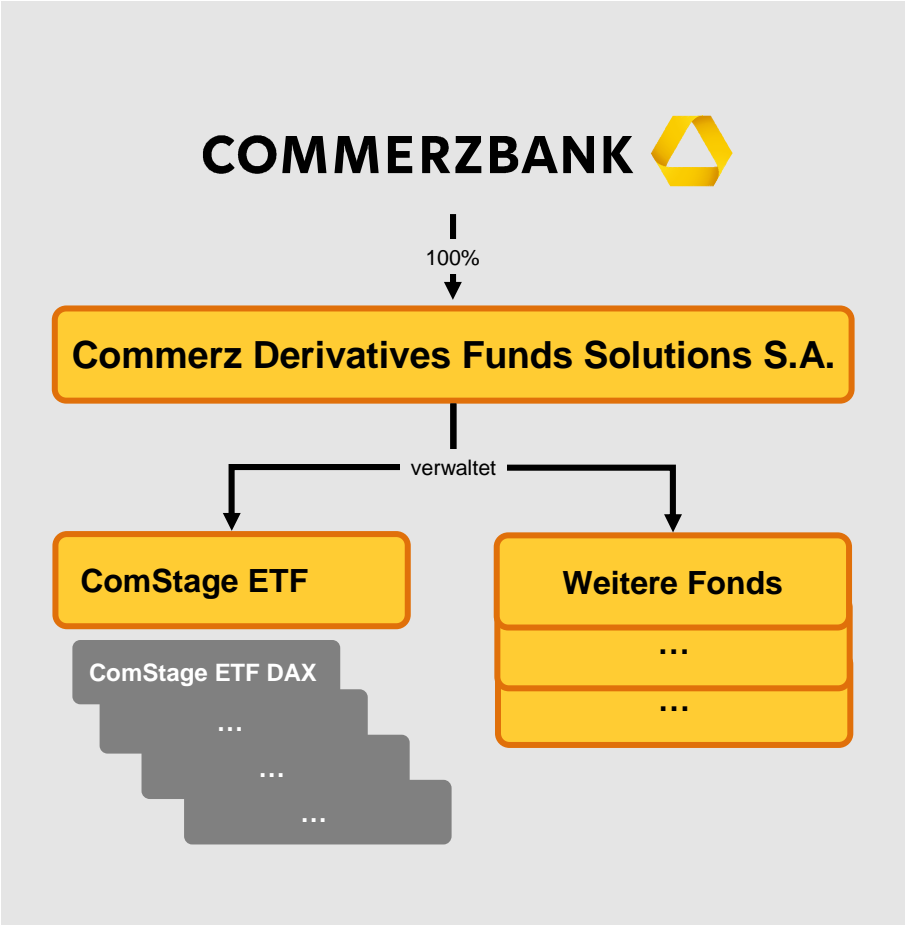 COMMERZBANK
100%
Commerz Derivatives Funds Solutions S.A.
verwaltet
ComStage ETF
Weitere Fonds
...
...
ComStage ETF DAX
...
...
...